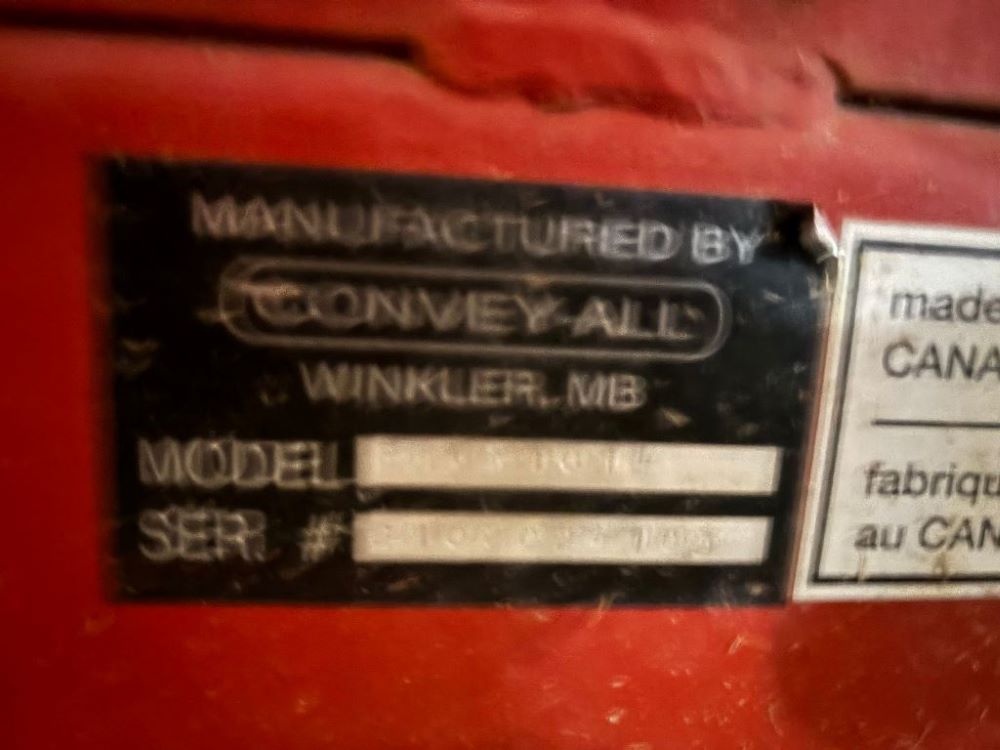 MANUFACTURED BY
CONVEY-ALL
WINKLER, MB
MODEL
SER. #
made
CANA
fabriqu
au CAN